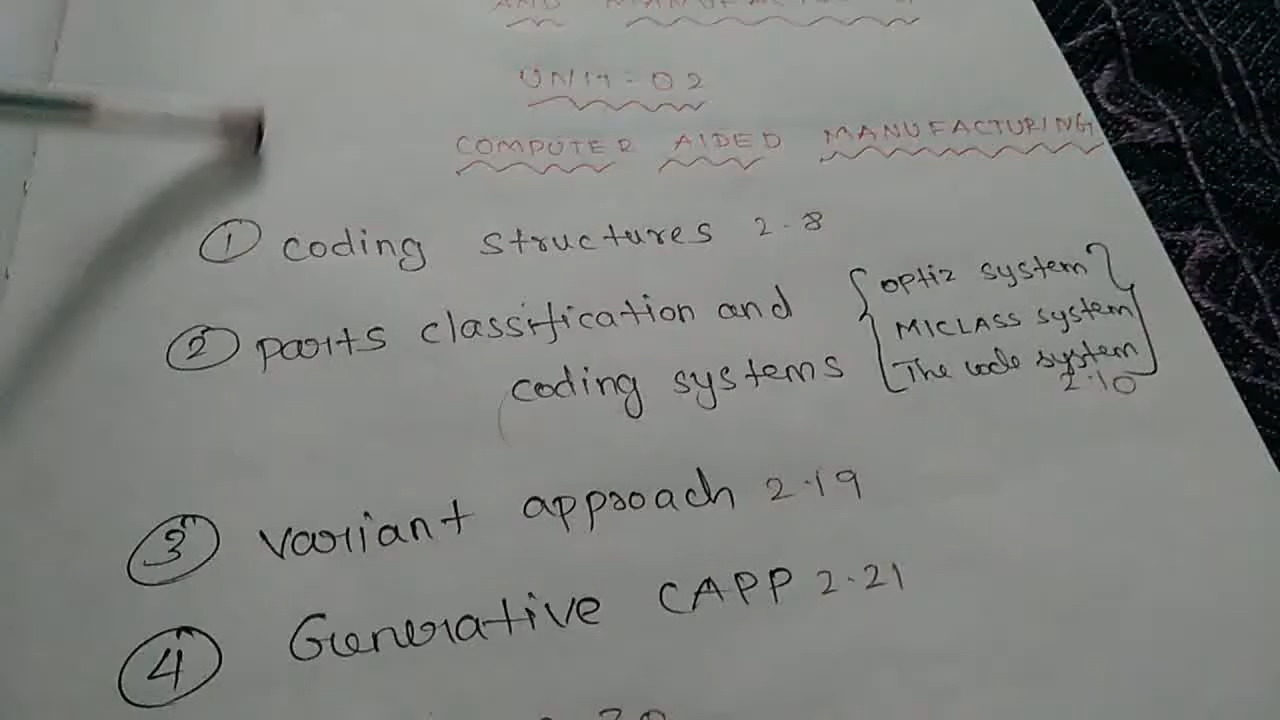 UNIT-02
COMPUTER AIDED MANUFACTURING
① coding structures 2.8
② parts classification and
coding systems
{ optiz system }
MICLASS system
The code system
2.10
③ variant approach 2.19
④ Generative CAPP 2.21